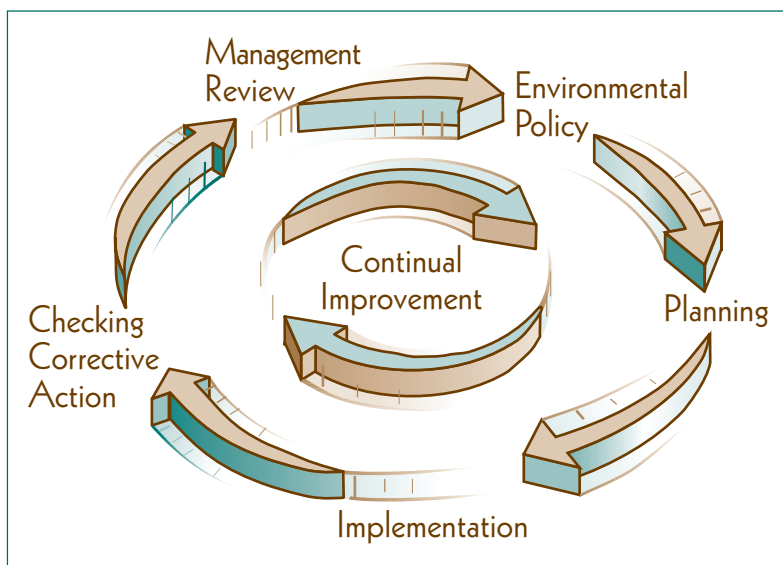 Management
Review
Environmental
Policy
Continual
Improvement
Planning
Checking
Corrective
Action
Implementation